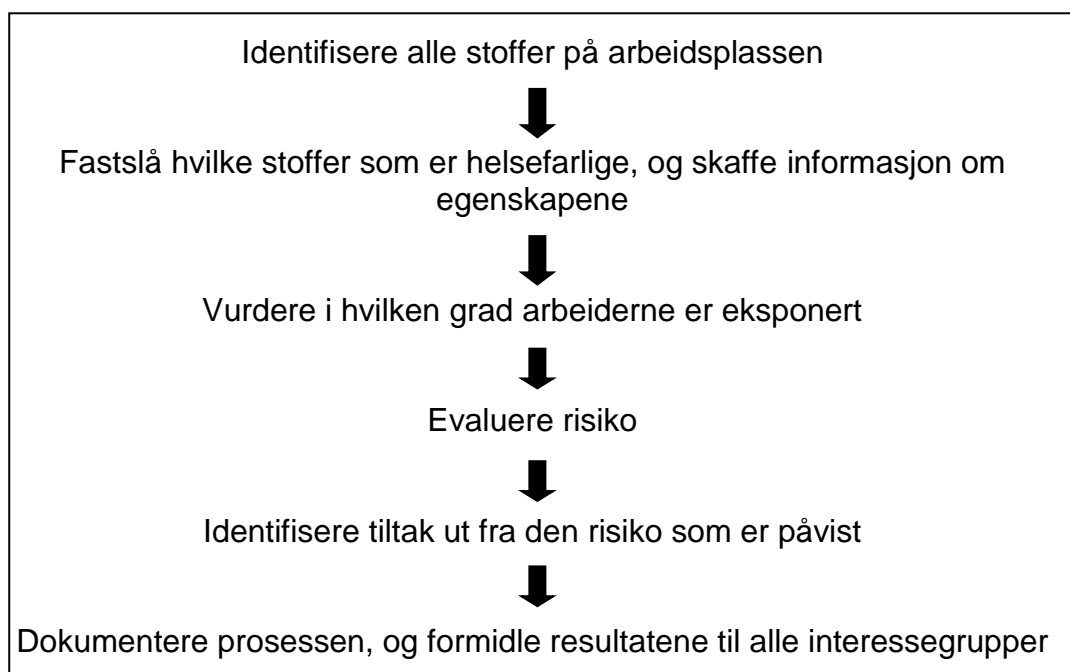 Identifisere alle stoffer på arbeidsplassen
Fastslå hvilke stoffer som er helsefarlige, og skaffe informasjon om
egenskapene
Vurdere i hvilken grad arbeiderne er eksponert
Evaluere risiko
Identifisere tiltak ut fra den risiko som er påvist
Dokumentere prosessen, og formidle resultatene til alle interessegrupper